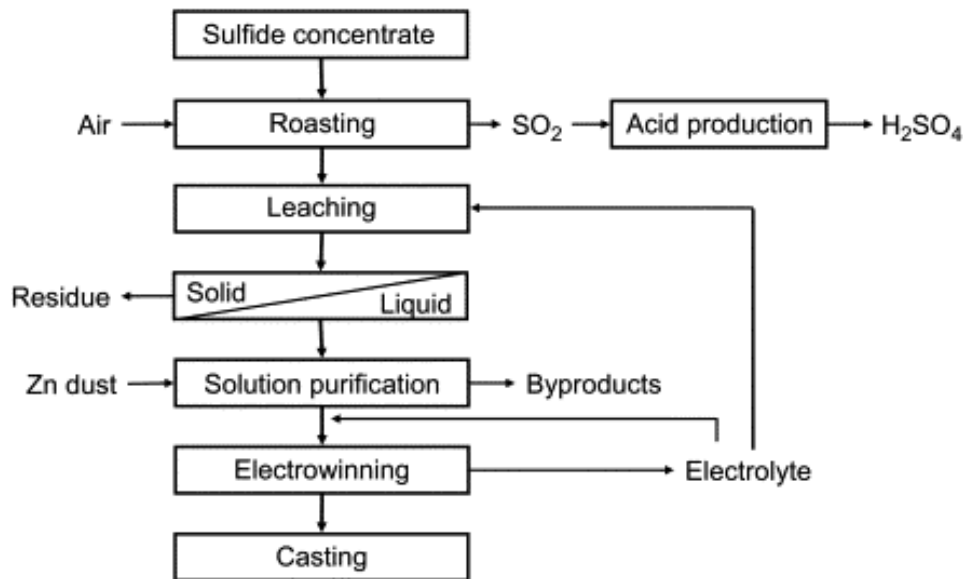 Sulfide concentrate
Air
Roasting
SO₂
Acid production
H₂SO₄
Leaching
Residue
Solid
Liquid
Zn dust
Solution purification
Byproducts
Electrowinning
Electrolyte
Casting